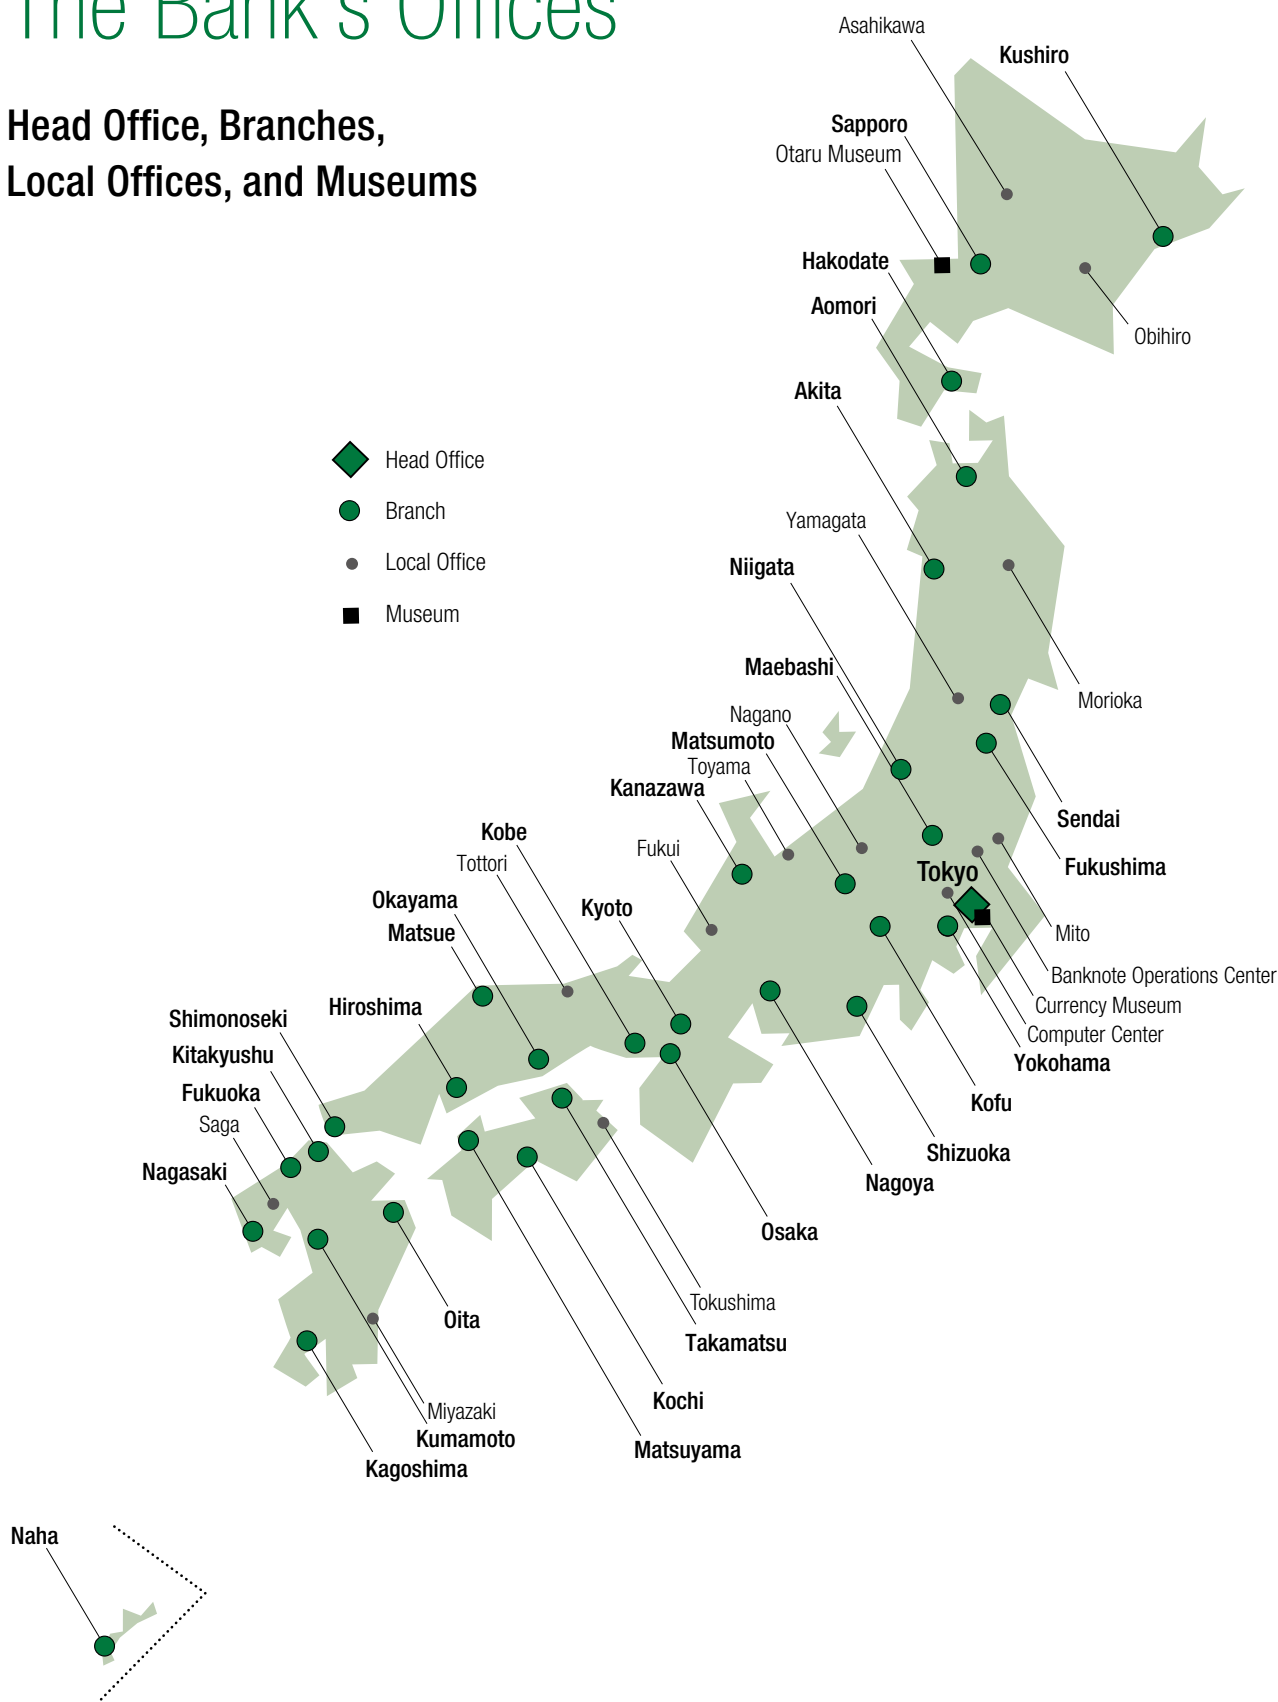 The Bank's Offices
Head Office, Branches,
Local Offices, and Museums
Asahikawa
Kushiro
Sapporo
Otaru Museum
Hakodate
Aomori
Obihiro
Akita
Head Office
Branch
Local Office
Museum
Yamagata
Niigata
Maebashi
Morioka
Nagano
Matsumoto
Toyama
Kanazawa
Sendai
Kobe
Tottori
Fukui
Fukushima
Tokyo
Okayama
Kyoto
Matsue
Mito
Banknote Operations Center
Currency Museum
Computer Center
Yokohama
Hiroshima
Shimonoseki
Kitakyushu
Fukuoka
Kofu
Saga
Shizuoka
Nagasaki
Nagoya
Osaka
Tokushima
Oita
Takamatsu
Kochi
Miyazaki
Kumamoto
Matsuyama
Kagoshima
Naha